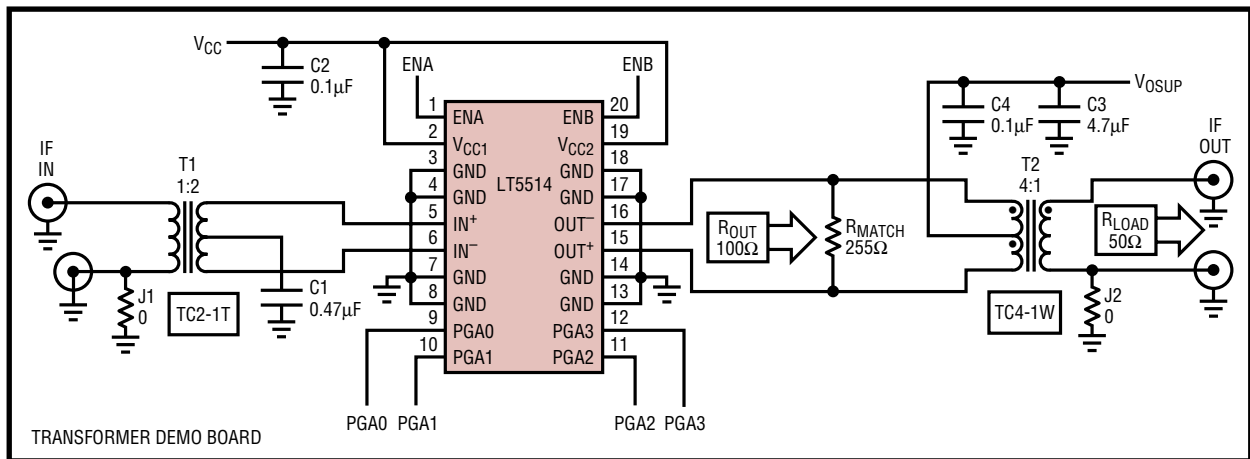 VCC
C2
0.1µF
ENA
ENB
VOSUP
C4
0.1µF
C3
4.7µF
IF
IN
T1
1:2
J1
0
TC2-1T
C1
0.47µF
LT5514
1 ENA
2 VCC1
3 GND
4 GND
5 IN+
6 IN−
7 GND
8 GND
9 PGA0
10 PGA1
20 ENB
19 VCC2
18 GND
17 GND
16 OUT−
15 OUT+
14 GND
13 GND
12 PGA3
11 PGA2
PGA0 PGA1
PGA2 PGA3
ROUT
100Ω
RMATCH
255Ω
T2
4:1
TC4-1W
IF
OUT
RLOAD
50Ω
J2
0
TRANSFORMER DEMO BOARD